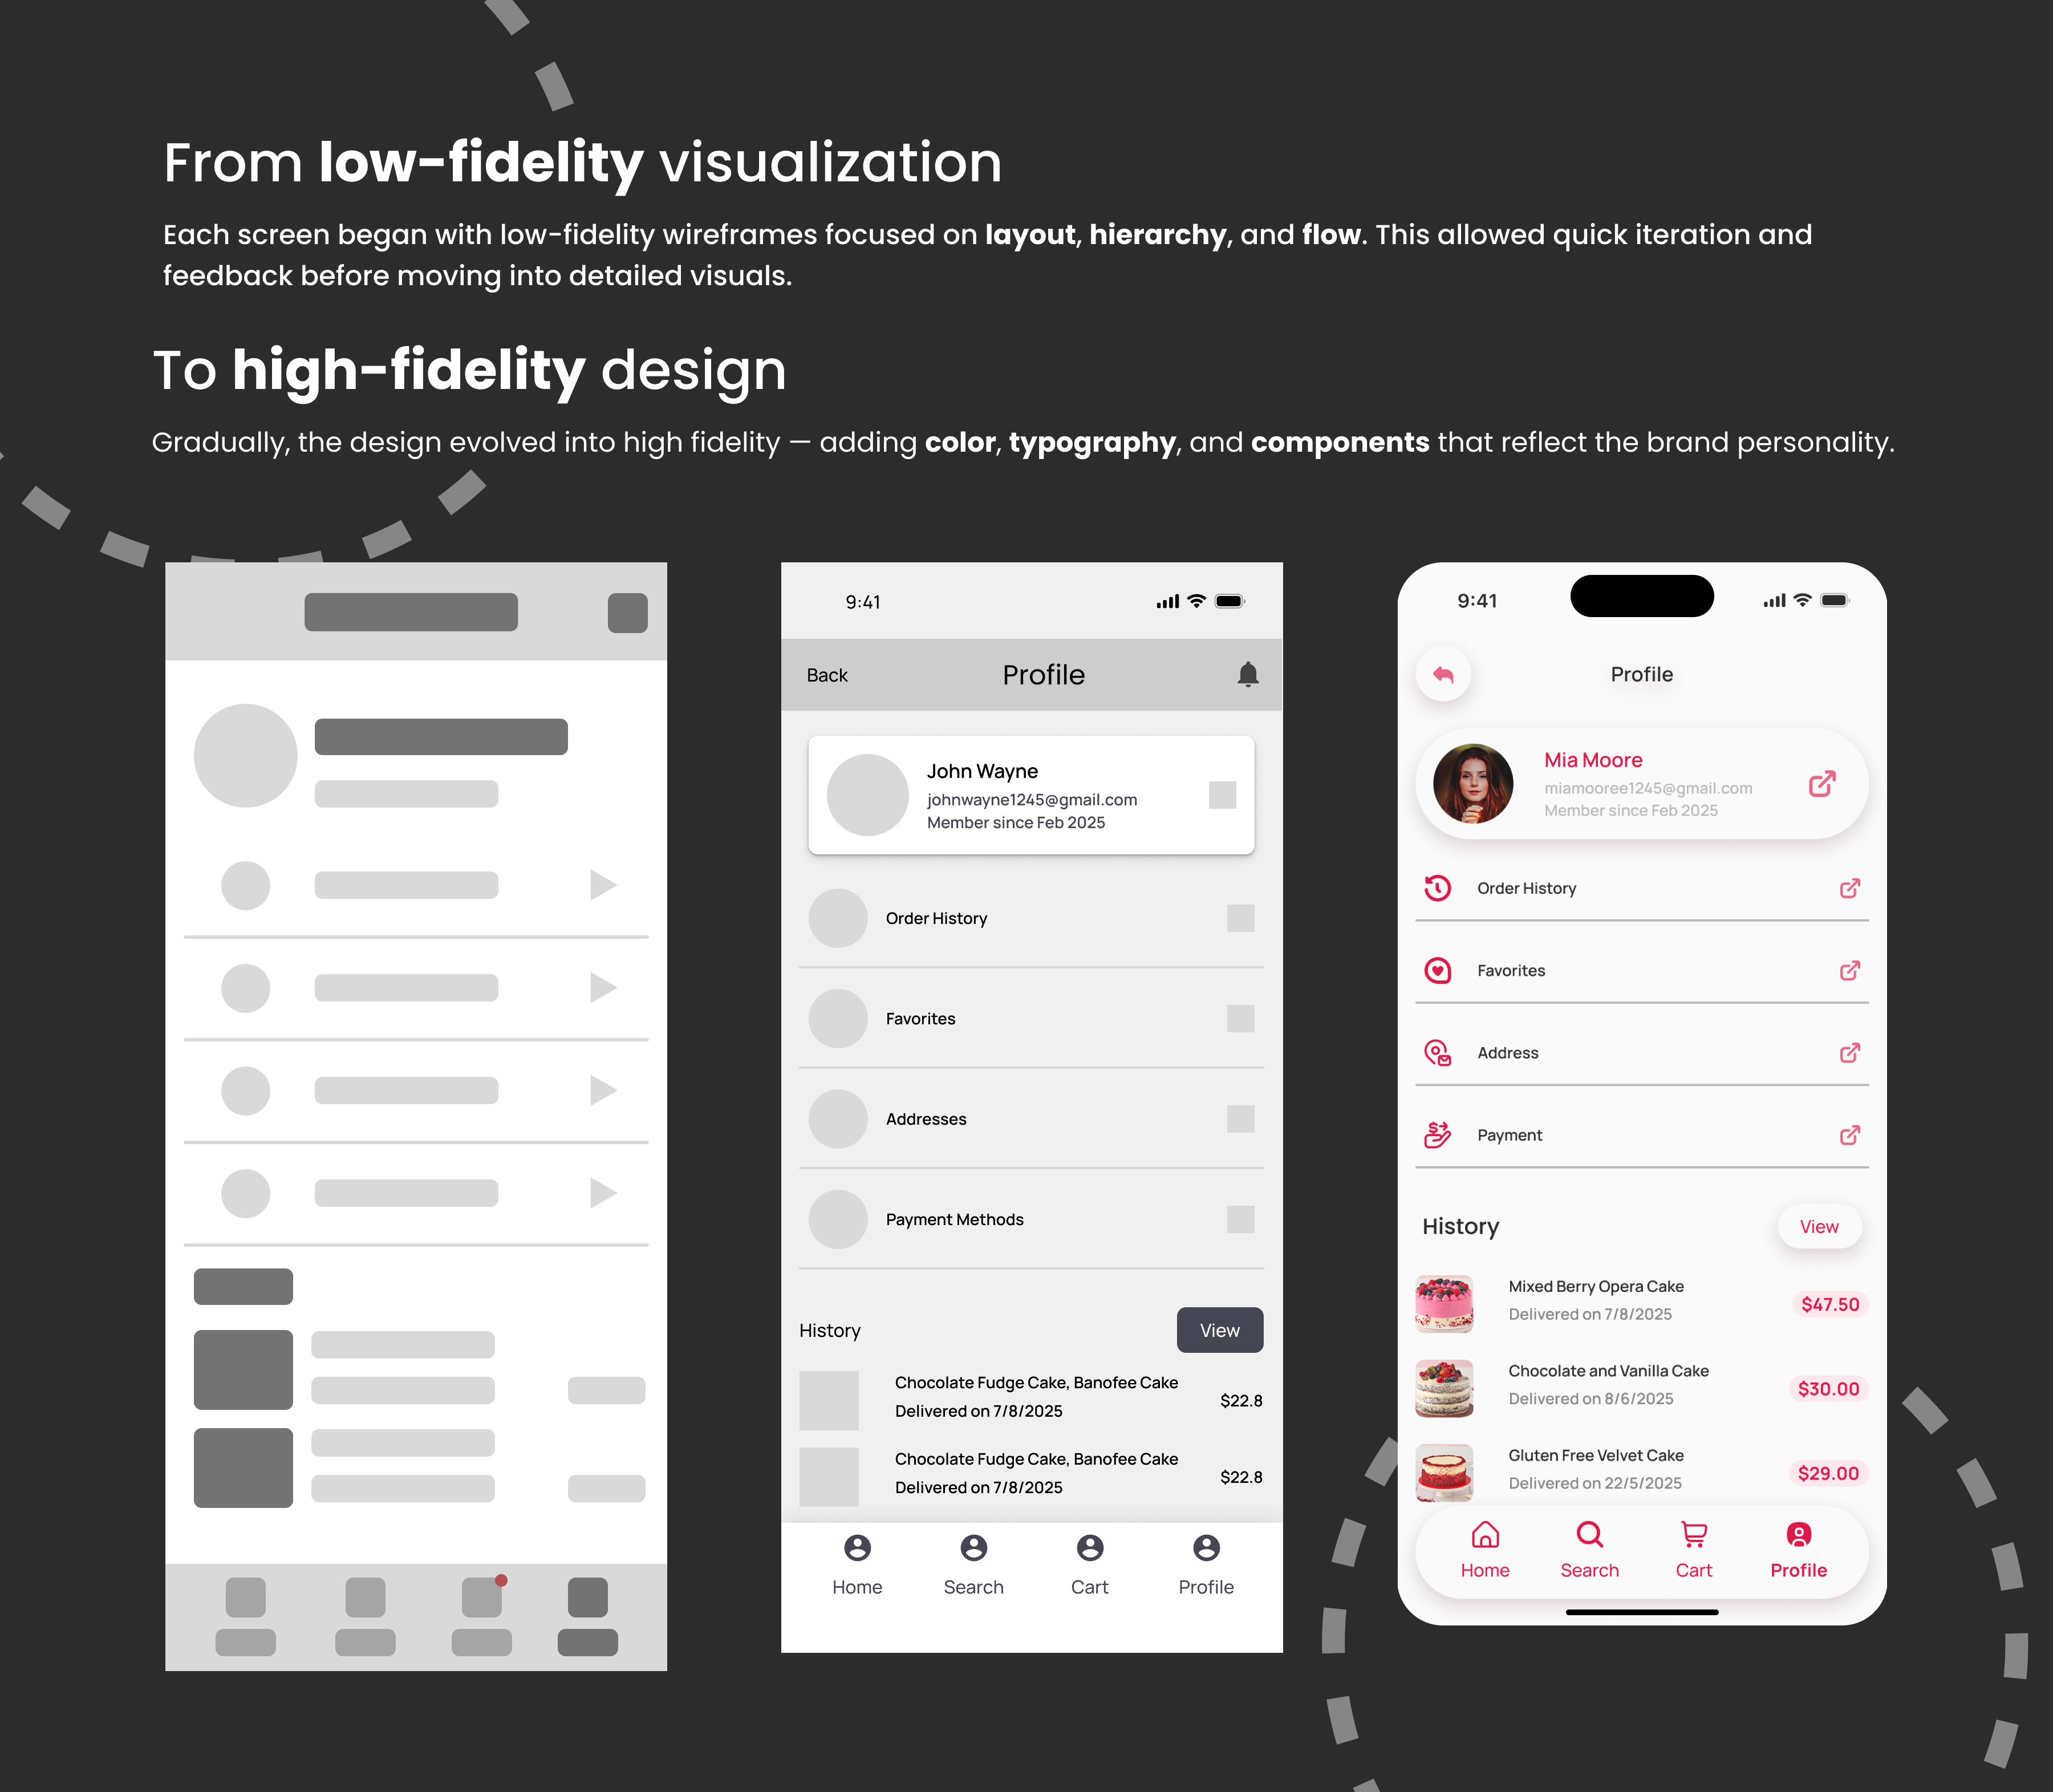 From low-fidelity visualization
Each screen began with low-fidelity wireframes focused on layout, hierarchy, and flow. This allowed quick iteration and
feedback before moving into detailed visuals.
To high-fidelity design
Gradually, the design evolved into high fidelity — adding color, typography, and components that reflect the brand personality.
9:41
Back
Profile
John Wayne
johnwayne1245@gmail.com
Member since Feb 2025
Order History
Favorites
Addresses
Payment Methods
History
View
Chocolate Fudge Cake, Banofee Cake
Delivered on 7/8/2025
$22.8
Chocolate Fudge Cake, Banofee Cake
Delivered on 7/8/2025
$22.8
Home
Search
Cart
Profile
9:41
Profile
Mia Moore
miamooree1245@gmail.com
Member since Feb 2025
Order History
Favorites
Address
Payment
History
View
Mixed Berry Opera Cake
Delivered on 7/8/2025
$47.50
Chocolate and Vanilla Cake
Delivered on 8/6/2025
$30.00
Gluten Free Velvet Cake
Delivered on 22/5/2025
$29.00
Home
Search
Cart
Profile